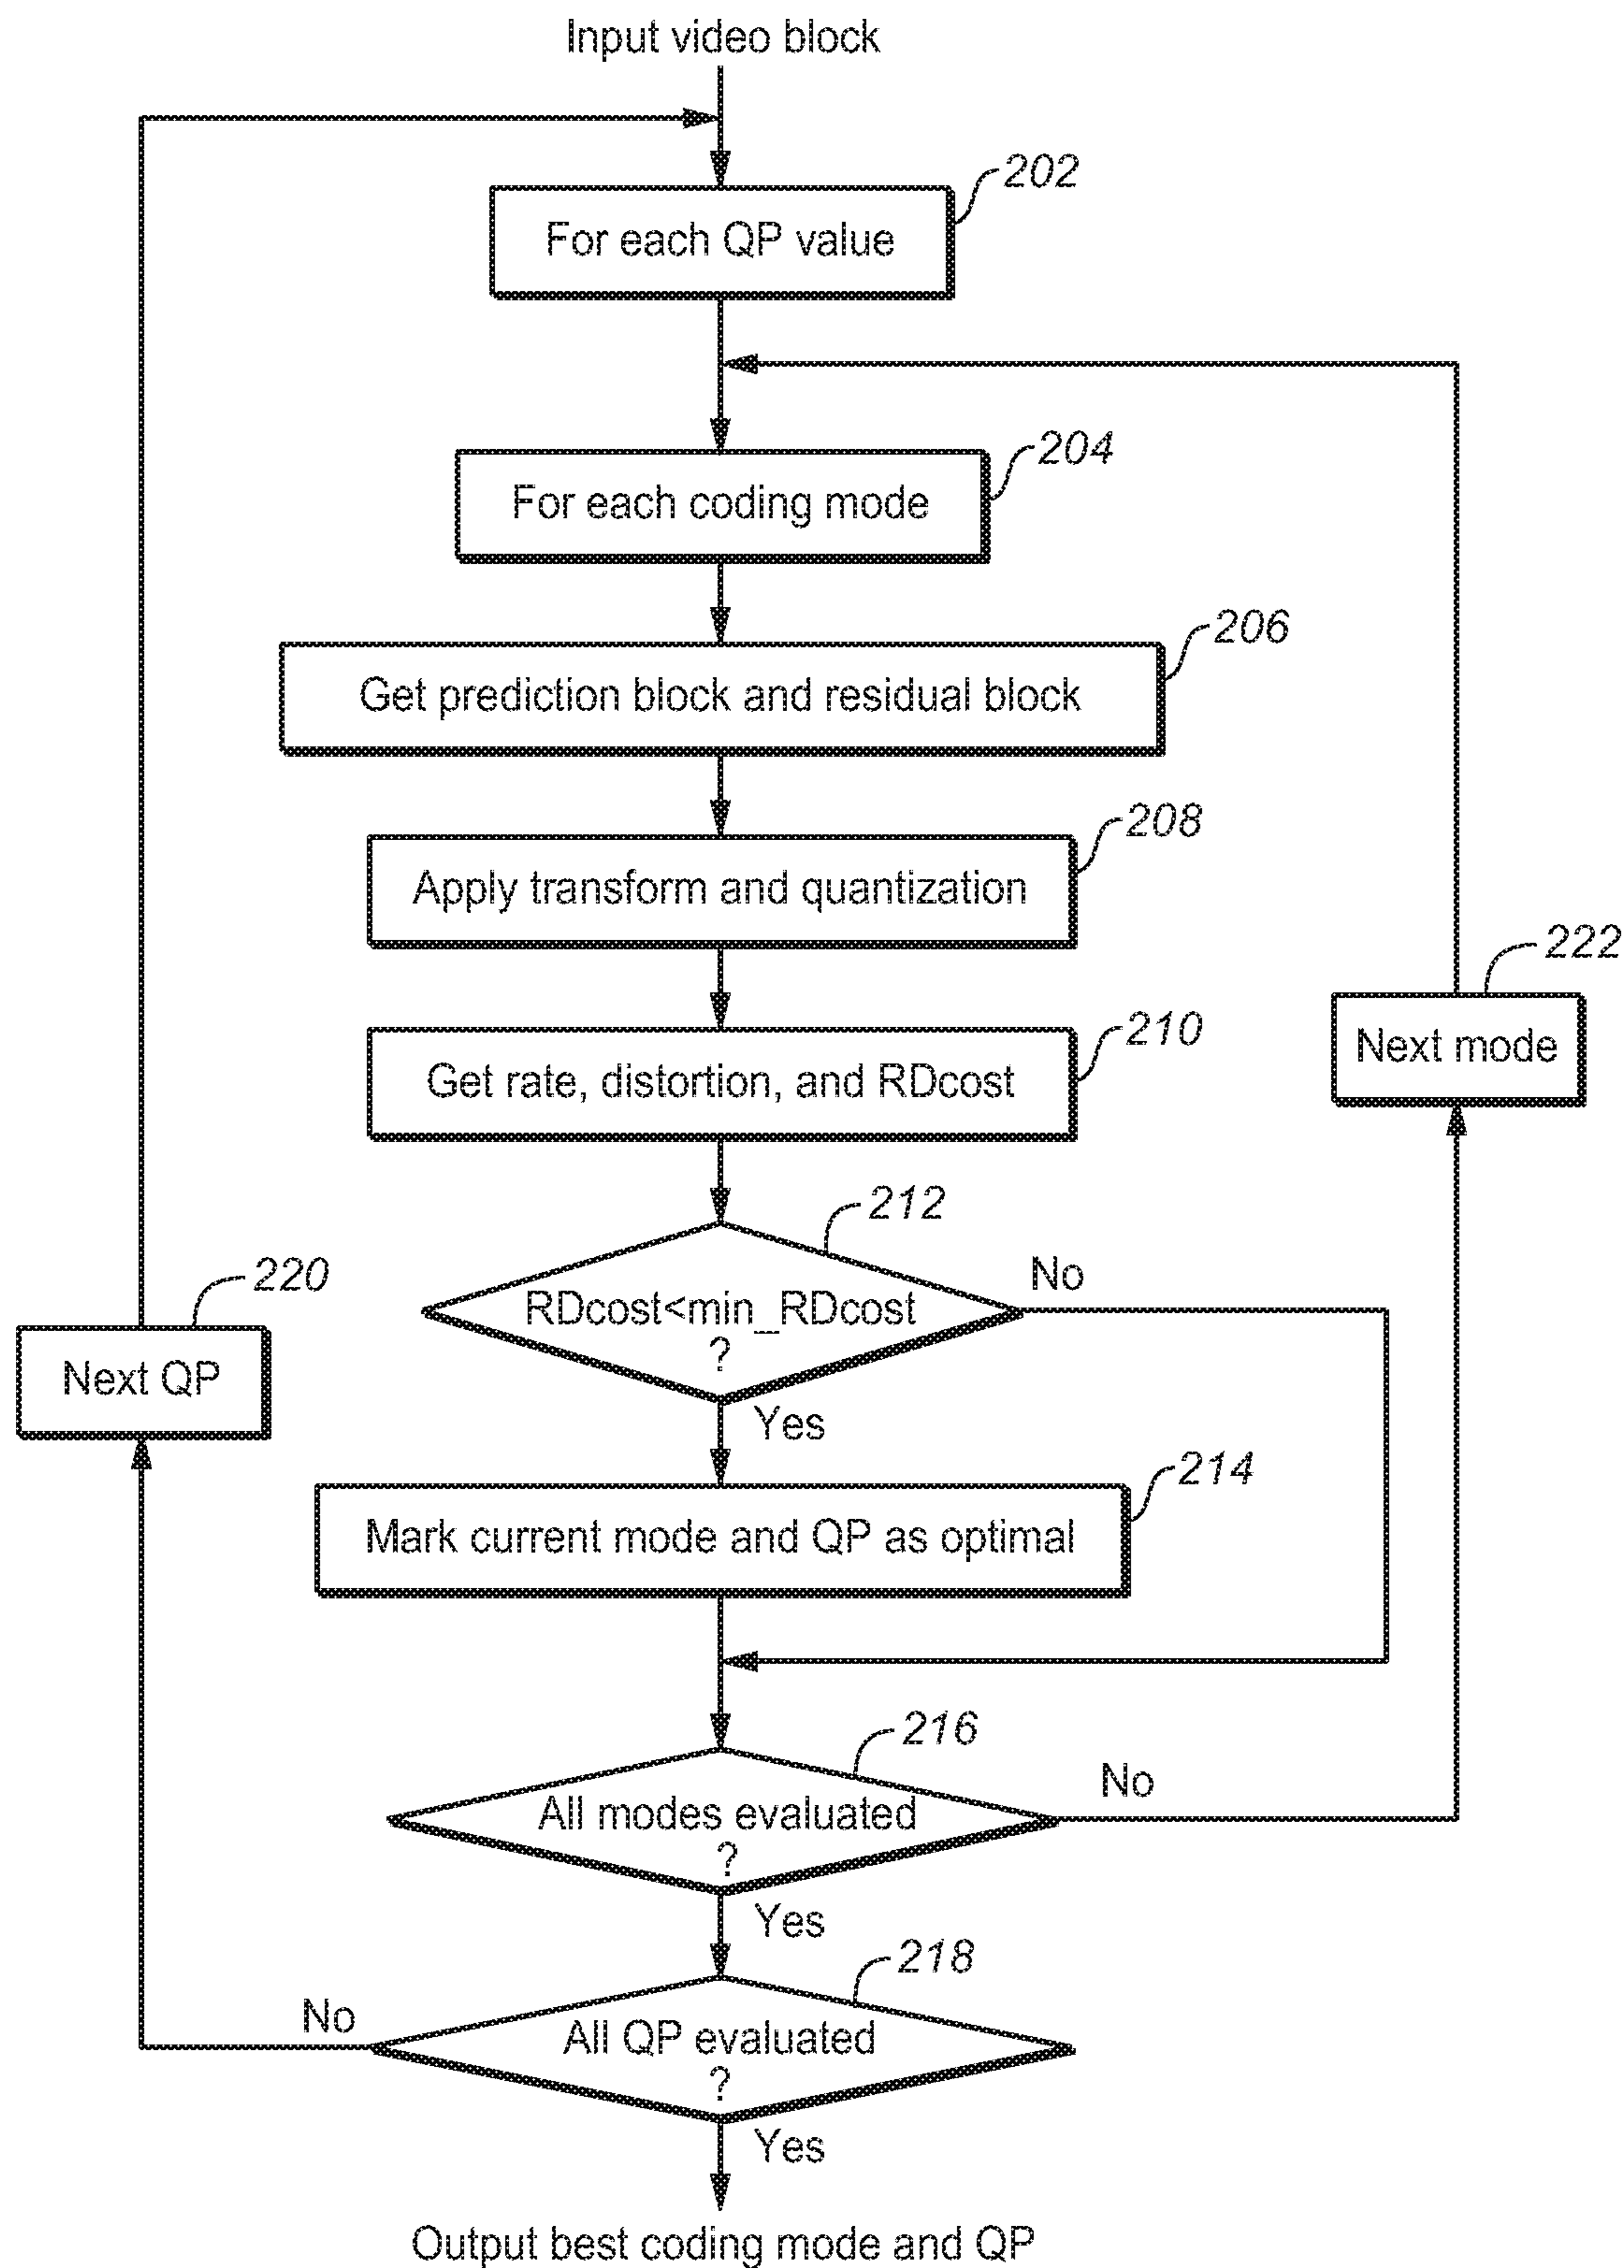 Input video block
202
For each QP value
204
For each coding mode
206
Get prediction block and residual block
208
Apply transform and quantization
222
Next mode
210
Get rate, distortion, and RDcost
212
RDcost<min_RDcost
?
No
220
Next QP
Yes
214
Mark current mode and QP as optimal
216
All modes evaluated
?
No
Yes
218
All QP evaluated
?
No
Yes
Output best coding mode and QP